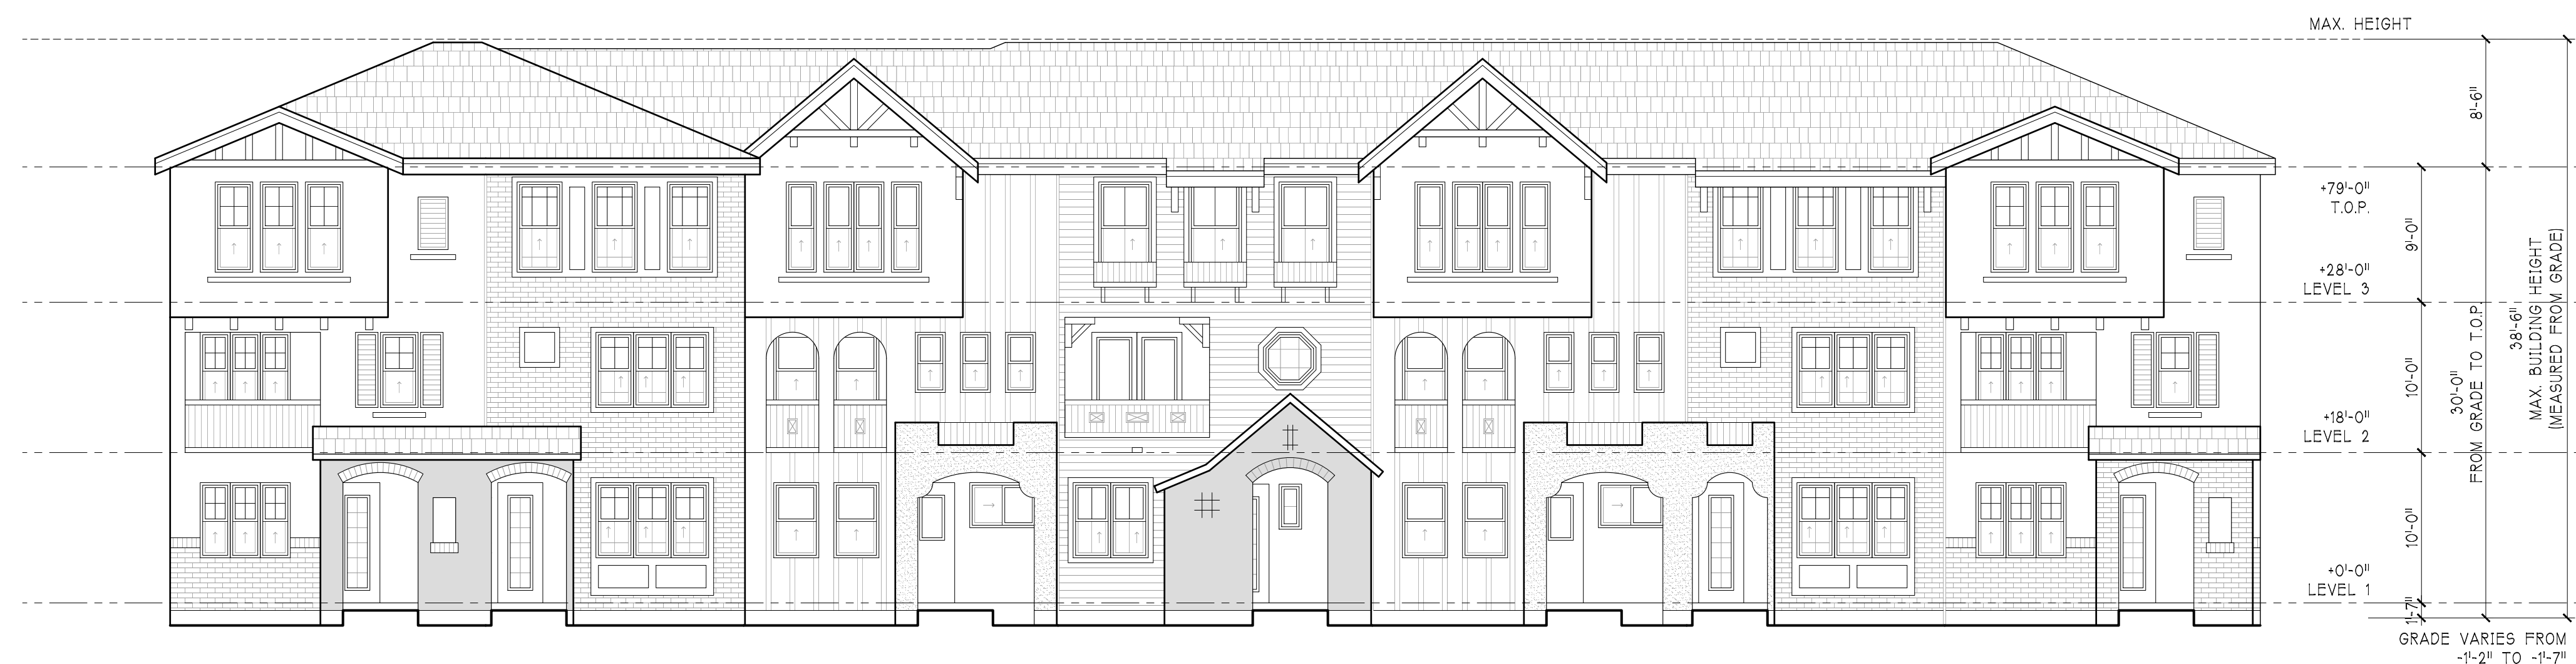 MAX. HEIGHT
8'-6"
+79'-0"
T.O.P.
9'-0"
+28'-0"
LEVEL 3
10'-0"
+18'-0"
LEVEL 2
10'-0"
+0'-0"
LEVEL 1
1'-7"
30'-0"
FROM GRADE TO T.O.P.
38'-6"
MAX. BUILDING HEIGHT
(MEASURED FROM GRADE)
GRADE VARIES FROM
-1'-2" TO -1'-7"